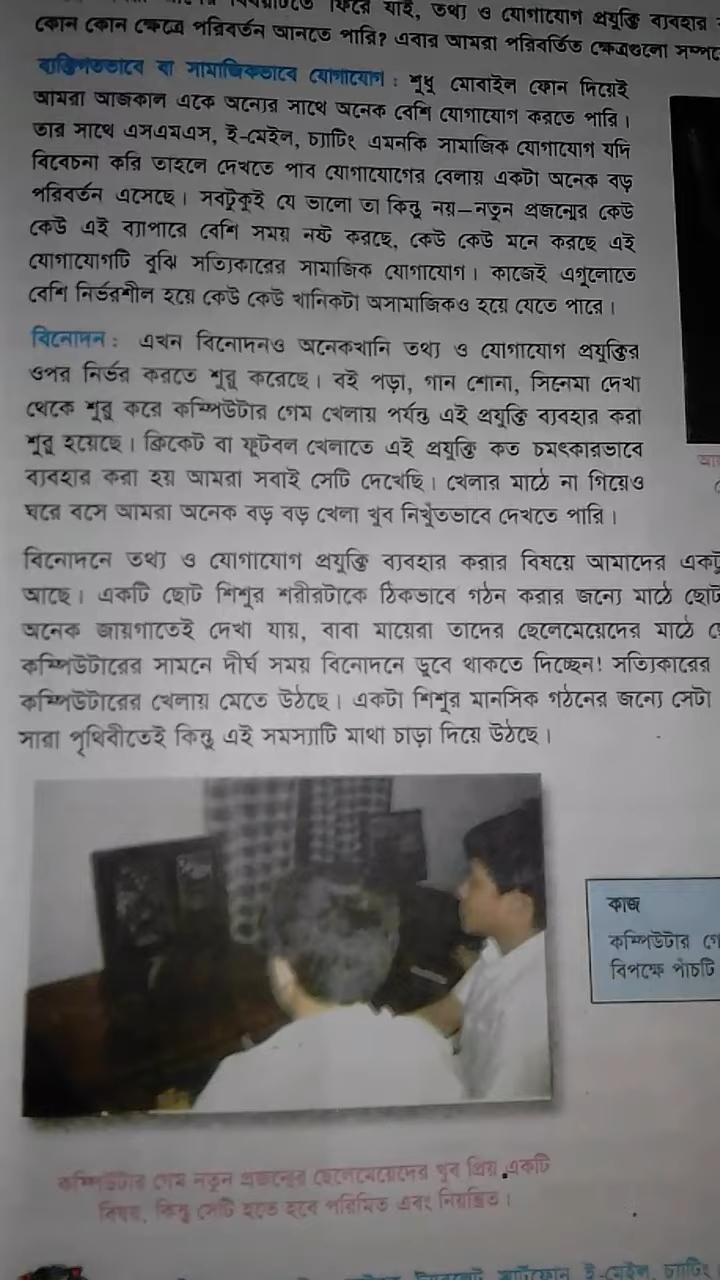 ফিরে যাই, তথ্য ও যোগাযোগ প্রযুক্তি ব্যবহার
কোন কোন ক্ষেত্রে পরিবর্তন আনতে পারি? এবার আমরা পরিবর্তিত ক্ষেত্রগুলো
ব্যক্তিগতভাবে বা সামাজিকভাবে যোগাযোগ : শুধু মোবাইল ফোন দিয়েই
আমরা আজকাল একে অন্যের সাথে অনেক বেশি যোগাযোগ করতে পারি।
তার সাথে এসএমএস, ই-মেইল, চ্যাটিং এমনকি সামাজিক যোগাযোগ যদি
বিবেচনা করি তাহলে দেখতে পাব যোগাযোগের বেলায় একটা অনেক বড়
পরিবর্তন এসেছে। সবটুকুই যে ভালো তা কিন্তু নয়—নতুন প্রজন্মের কেউ
কেউ এই ব্যাপারে বেশি সময় নষ্ট করছে, কেউ কেউ মনে করছে এই
যোগাযোগটি বুঝি সত্যিকারের সামাজিক যোগাযোগ। কাজেই এগুলোতে
বেশি নির্ভরশীল হয়ে কেউ কেউ খানিকটা অসামাজিকও হয়ে যেতে পারে।
বিনোদন : এখন বিনোদনও অনেকখানি তথ্য ও যোগাযোগ প্রযুক্তির
ওপর নির্ভর করতে শুরু করেছে। বই পড়া, গান শোনা, সিনেমা দেখা
থেকে শুরু করে কম্পিউটার গেম খেলায় পর্যন্ত এই প্রযুক্তি ব্যবহার করা
শুরু হয়েছে। ক্রিকেট বা ফুটবল খেলাতে এই প্রযুক্তি কত চমৎকারভাবে
ব্যবহার করা হয় আমরা সবাই সেটি দেখেছি। খেলার মাঠে না গিয়েও
ঘরে বসে আমরা অনেক বড় বড় খেলা খুব নিখুঁতভাবে দেখতে পারি।
বিনোদনে তথ্য ও যোগাযোগ প্রযুক্তি ব্যবহার করার বিষয়ে আমাদের একটু
আছে। একটি ছোট শিশুর শরীরটাকে ঠিকভাবে গঠন করার জন্যে মাঠে ছোট
অনেক জায়গাতেই দেখা যায়, বাবা মায়েরা তাদের ছেলেমেয়েদের মাঠে
কম্পিউটারের সামনে দীর্ঘ সময় বিনোদনে ডুবে থাকতে দিচ্ছেন! সত্যিকারের
কম্পিউটারের খেলায় মেতে উঠছে। একটা শিশুর মানসিক গঠনের জন্যে সেটা
সারা পৃথিবীতেই কিন্তু এই সমস্যাটি মাথা চাড়া দিয়ে উঠছে।
কাজ
কম্পিউটার
বিপক্ষে পাঁচটি
কম্পিউটার গেম নতুন প্রজন্মের ছেলেমেয়েদের খুব প্রিয় একটি
বিষয়, কিন্তু সেটি হতে হবে পরিমিত এবং নিয়ন্ত্রিত।